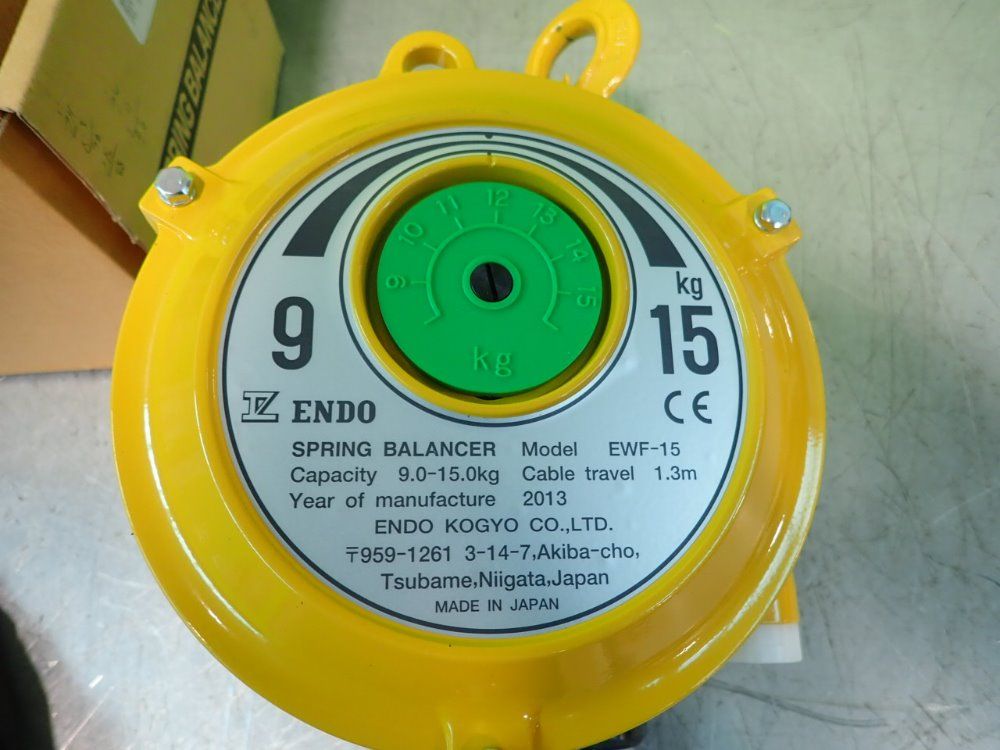 SPRING BALANC
9 10 11 12 13 14 15
kg
9
kg
15
ENDO
CE
SPRING BALANCER Model EWF-15
Capacity 9.0-15.0kg Cable travel 1.3m
Year of manufacture 2013
ENDO KOGYO CO.,LTD.
〒959-1261 3-14-7,Akiba-cho,
Tsubame,Niigata,Japan
MADE IN JAPAN